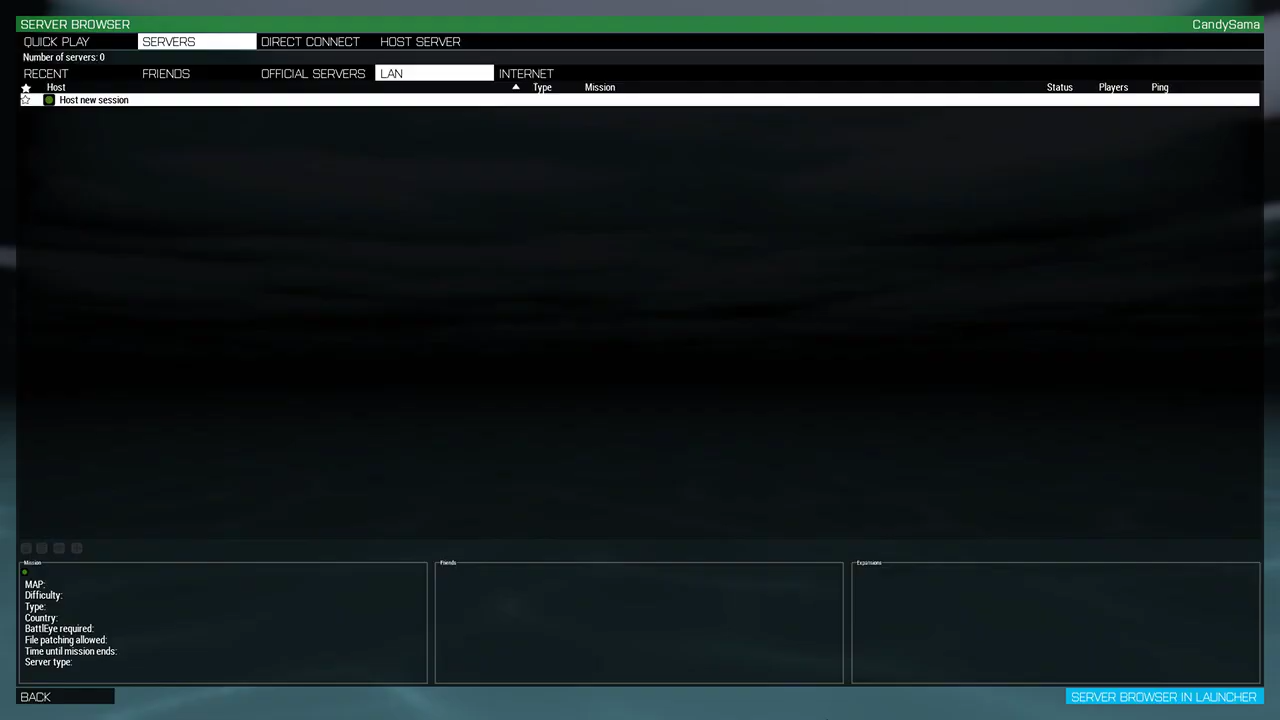 SERVER BROWSER CandySama
QUICK PLAY SERVERS DIRECT CONNECT HOST SERVER
Number of servers: 0
RECENT FRIENDS OFFICIAL SERVERS LAN INTERNET
Host Type Mission Status Players Ping
Host new session
Mission Friends Expansions
MAP:
Difficulty:
Type:
Country:
BattlEye required:
File patching allowed:
Time until mission ends:
Server type:
BACK SERVER BROWSER IN LAUNCHER